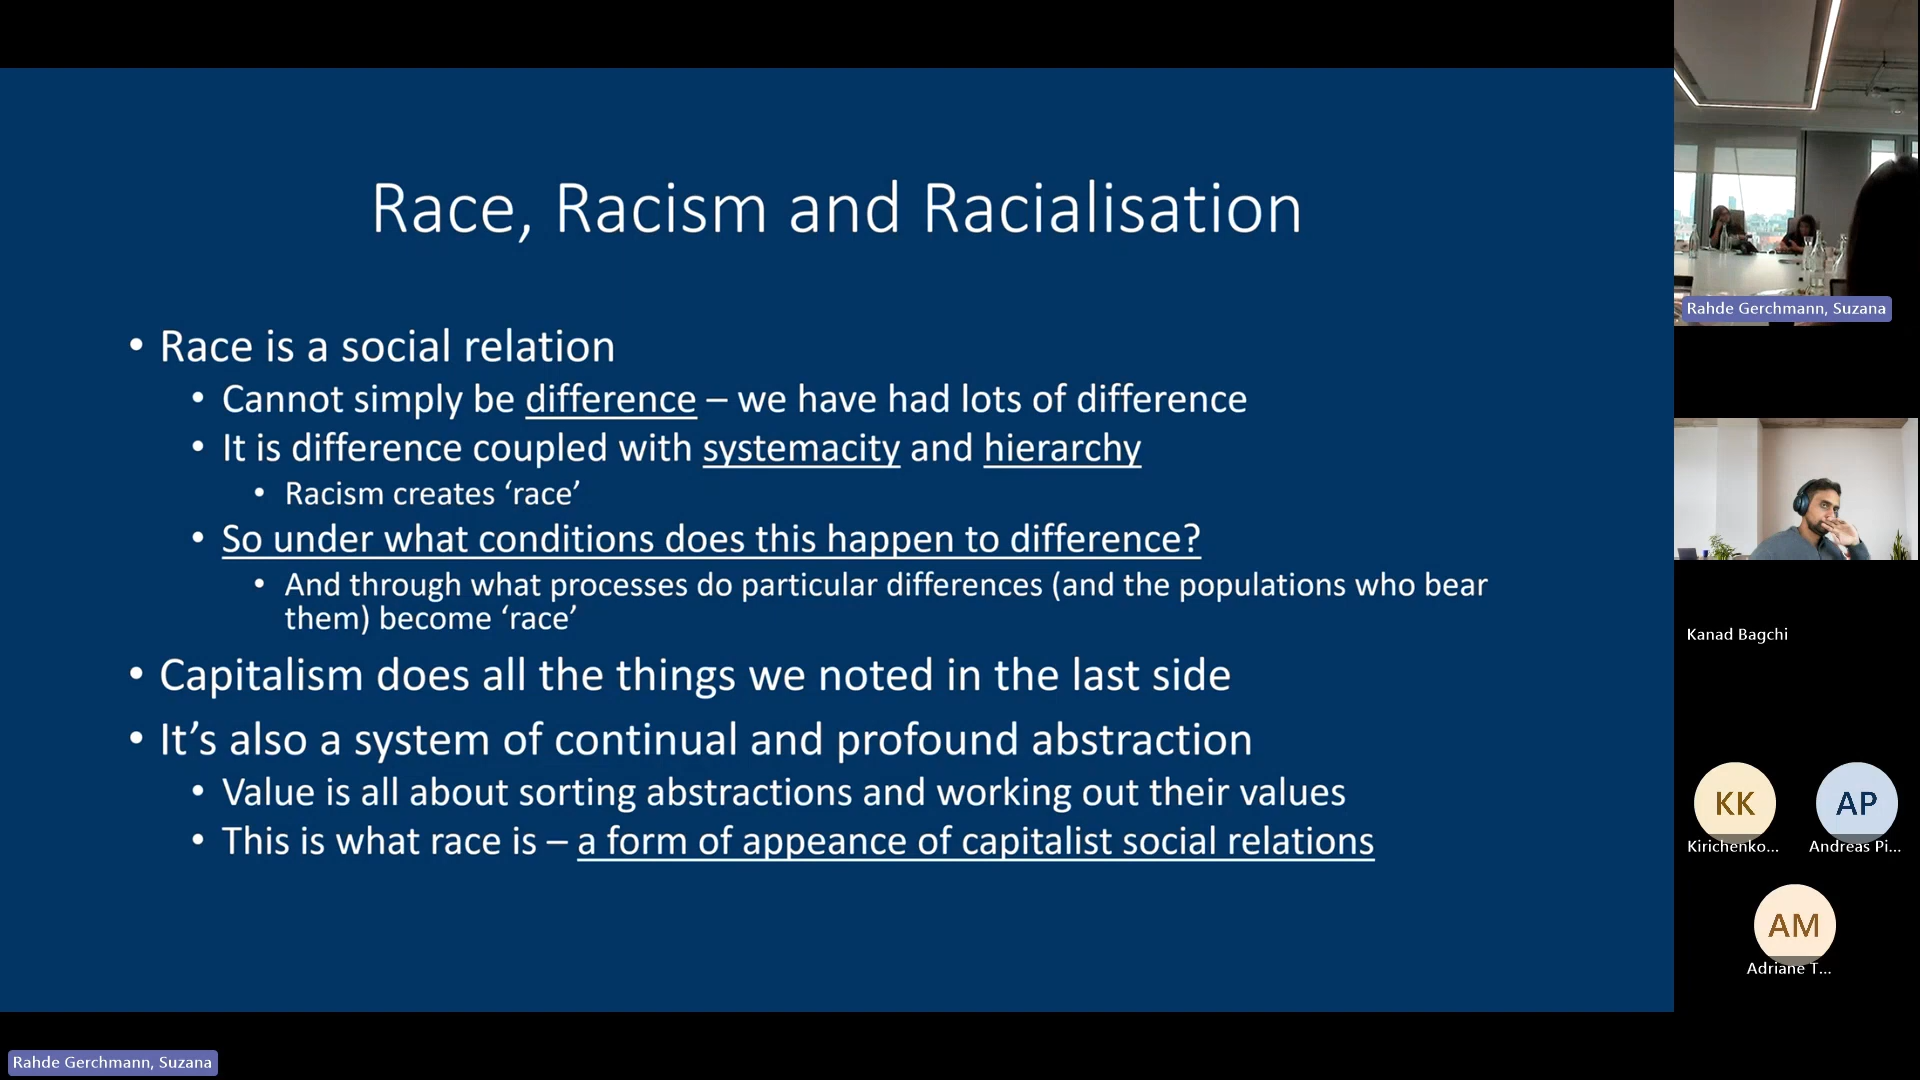 Race, Racism and Racialisation
• Race is a social relation
• Cannot simply be difference – we have had lots of difference
• It is difference coupled with systemacity and hierarchy
• Racism creates ‘race’
• So under what conditions does this happen to difference?
• And through what processes do particular differences (and the populations who bear
them) become ‘race’
• Capitalism does all the things we noted in the last side
• It’s also a system of continual and profound abstraction
• Value is all about sorting abstractions and working out their values
• This is what race is – a form of appeance of capitalist social relations
Rahde Gerchmann, Suzana
Kanad Bagchi
KK
AP
Kirichenko...
Andreas Pi...
AM
Adriane T...
Rahde Gerchmann, Suzana